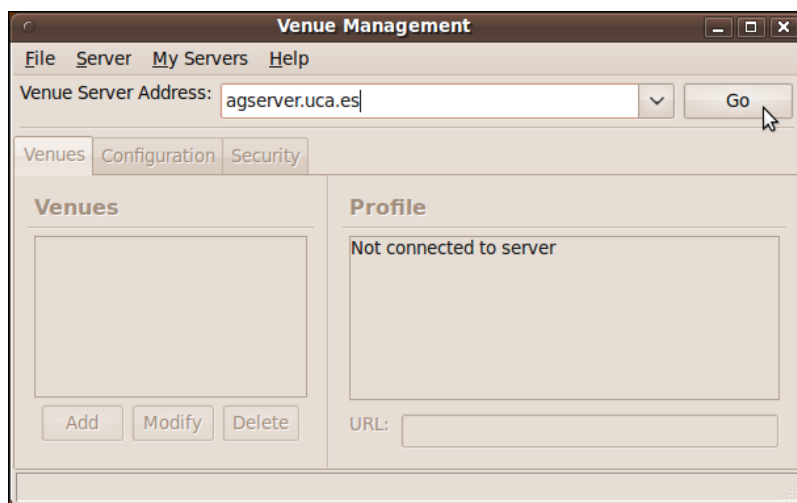 Venue Management
File Server My Servers Help
Venue Server Address: agserver.uca.es Go
Venues Configuration Security
Venues Profile
Not connected to server
Add Modify Delete URL: